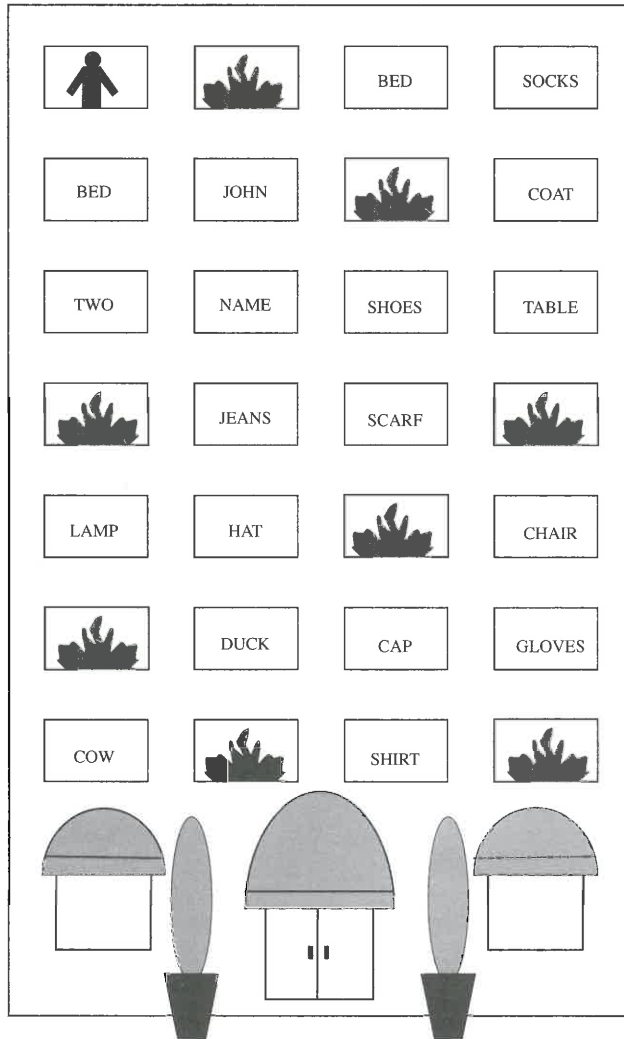 BED SOCKS
BED JOHN COAT
TWO NAME SHOES TABLE
JEANS SCARF
LAMP HAT CHAIR
DUCK CAP GLOVES
COW SHIRT